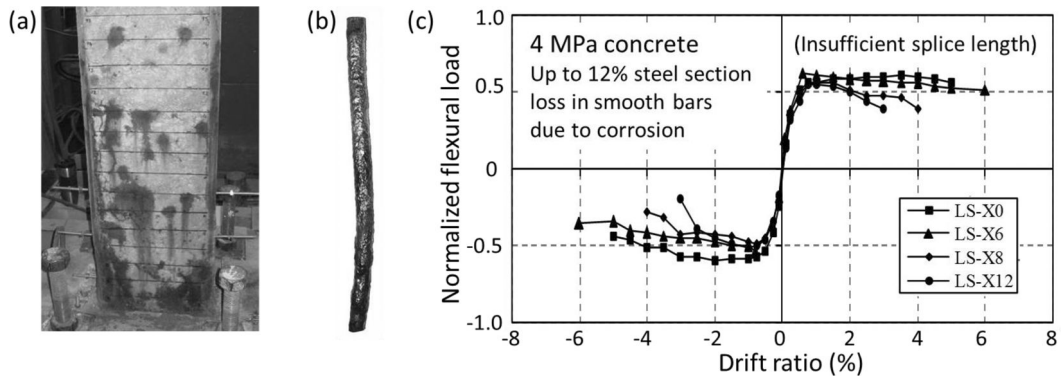 (a)
(b)
(c)
4 MPa concrete
Up to 12% steel section
loss in smooth bars
due to corrosion
(Insufficient splice length)
1.0
0.5
0
-0.5
-1.0
Normalized flexural load
-8 -6 -4 -2 0 2 4 6 8
Drift ratio (%)
LS-X0
LS-X6
LS-X8
LS-X12